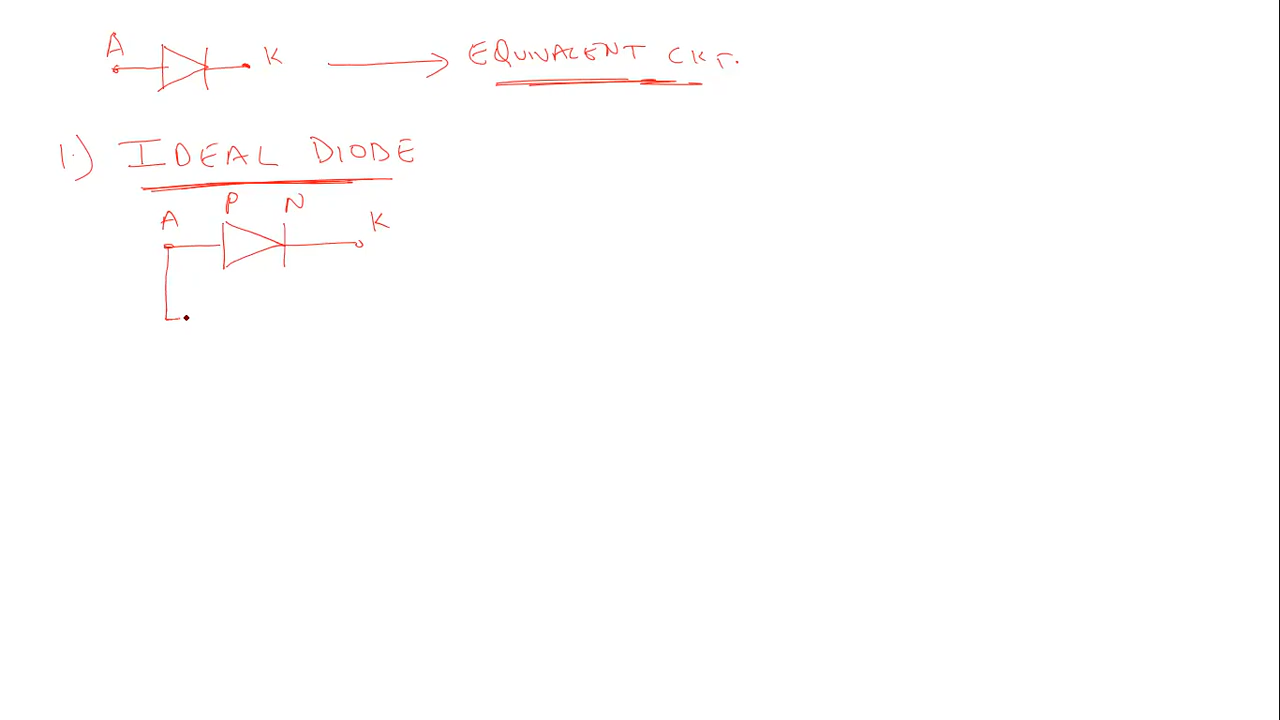 A K EQUIVALENT CKT.
1.) IDEAL DIODE
P N
A K